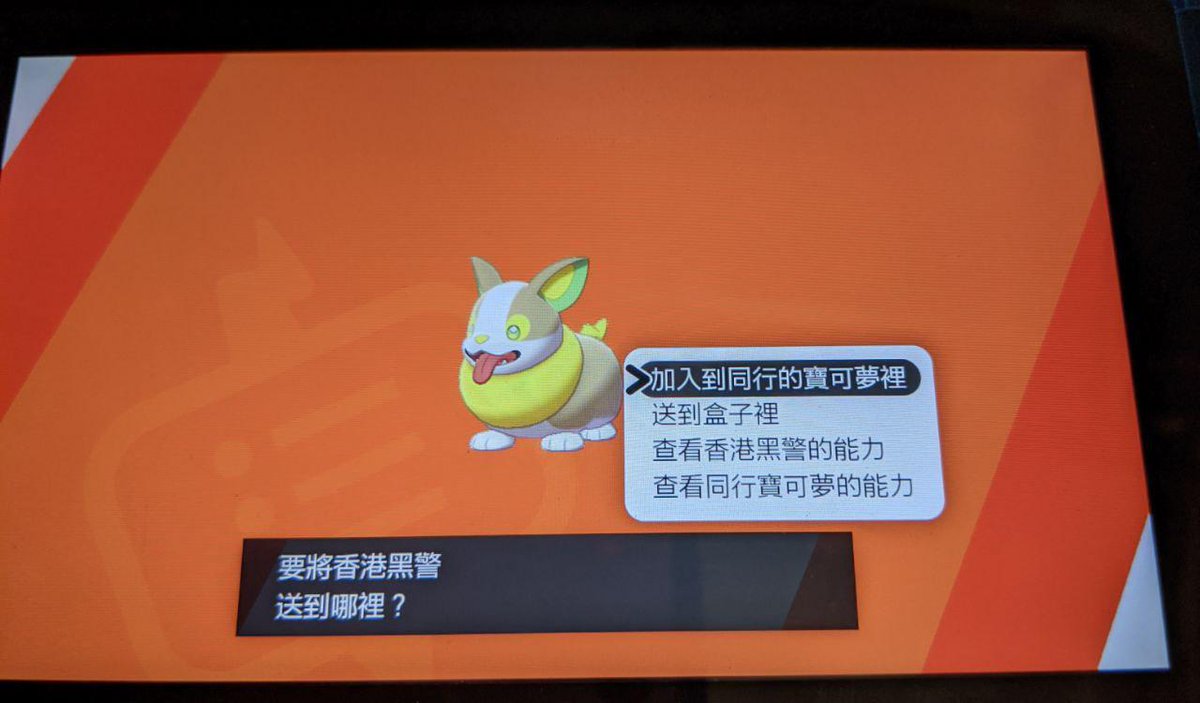 加入到同行的寶可夢裡
送到盒子裡
查看香港黑警的能力
查看同行寶可夢的能力
要將香港黑警
送到哪裡？